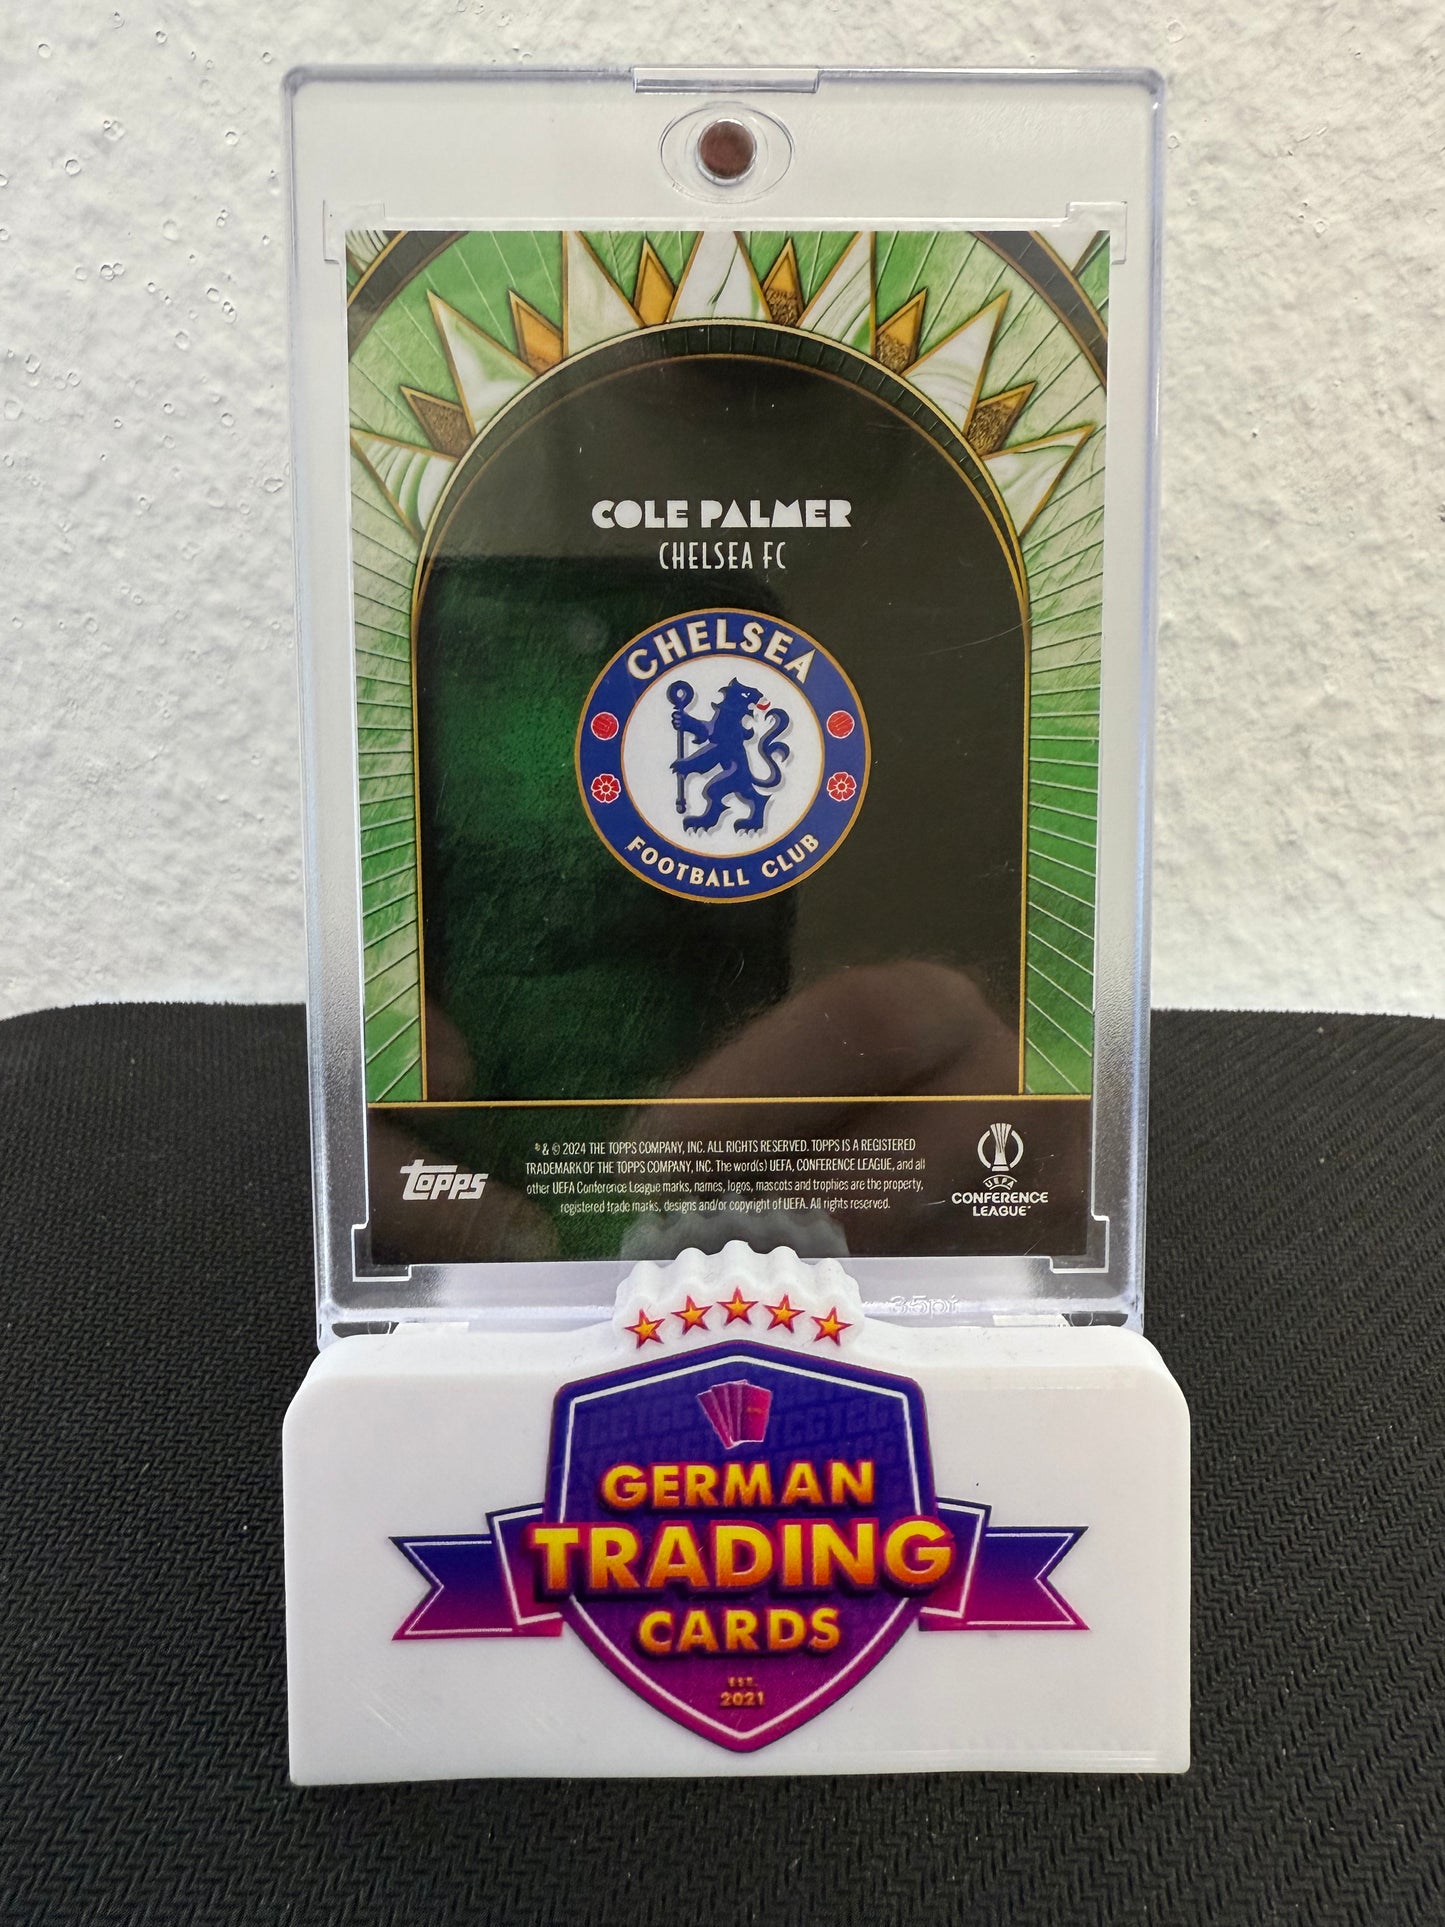 COLE PALMER
CHELSEA FC
CHELSEA
FOOTBALL CLUB
® & © 2024 THE TOPPS COMPANY, INC. ALL RIGHTS RESERVED. TOPPS IS A REGISTERED
TRADEMARK OF THE TOPPS COMPANY, INC. The word(s) UEFA, CONFERENCE LEAGUE, and all
other UEFA Conference League marks, names, logos, mascots and trophies are the property,
registered trade marks, designs and/or copyright of UEFA. All rights reserved.
topps
UEFA
CONFERENCE
LEAGUE
35pt
GERMAN
TRADING
CARDS
EST.
2021